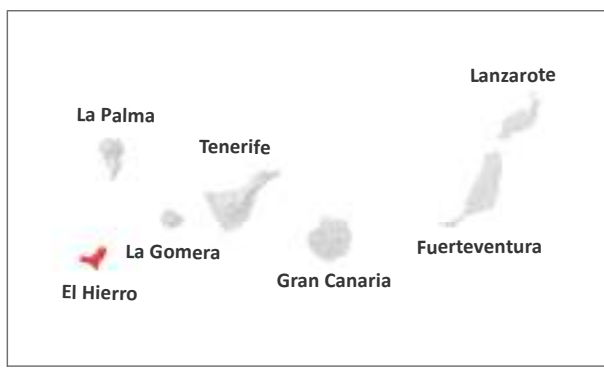 Lanzarote
La Palma
Tenerife
La Gomera
Fuerteventura
Gran Canaria
El Hierro